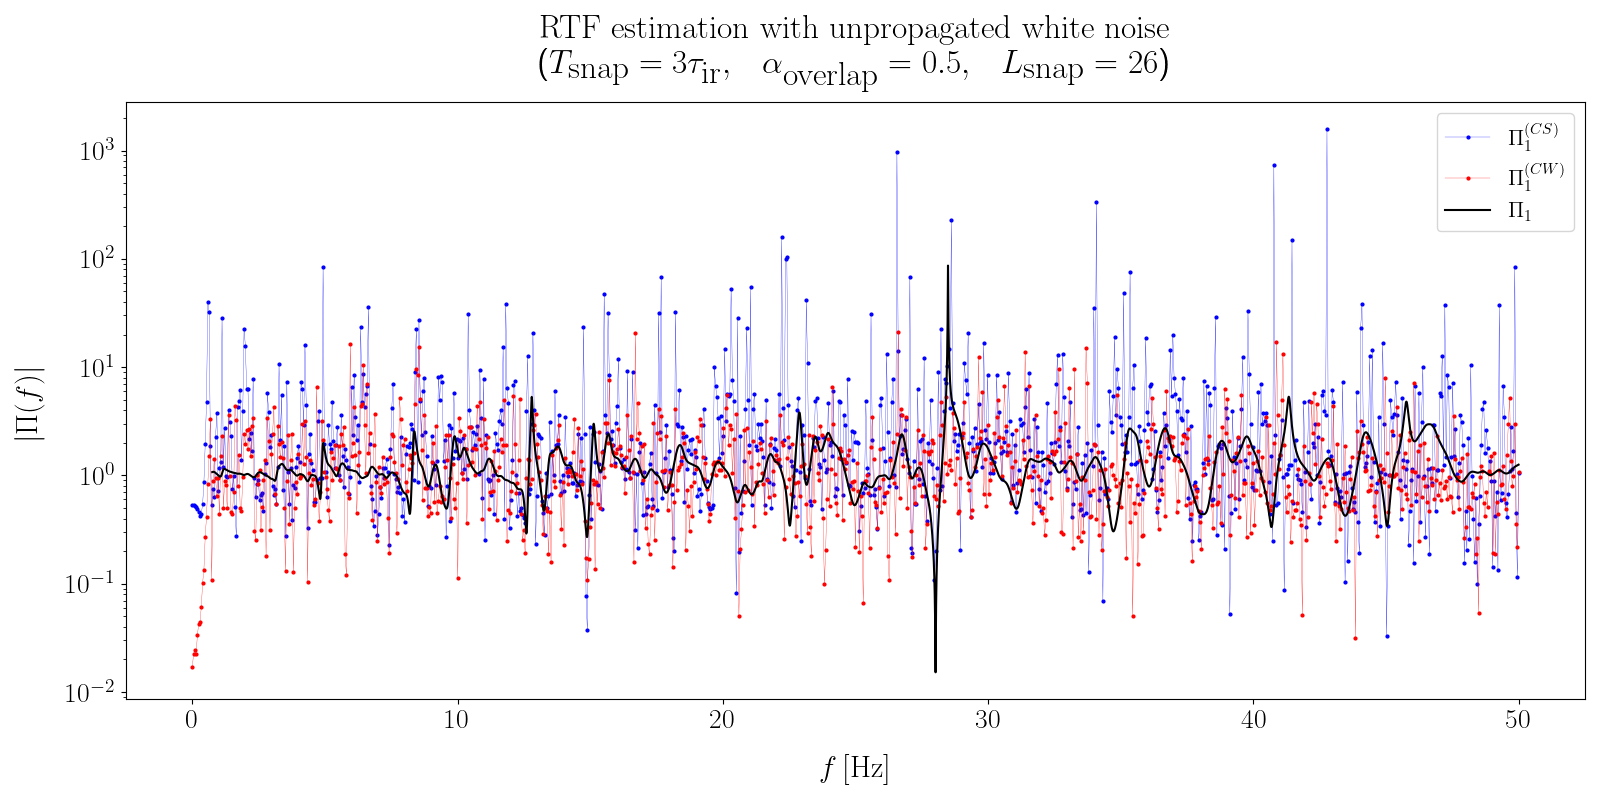 RTF estimation with unpropagated white noise
(T_snap = 3τ_ir, α_overlap = 0.5, L_snap = 26)
|Π(f)|
10^3
10^2
10^1
10^0
10^−1
10^−2
Π_1^(CS)
Π_1^(CW)
Π_1
0 10 20 30 40 50
f [Hz]